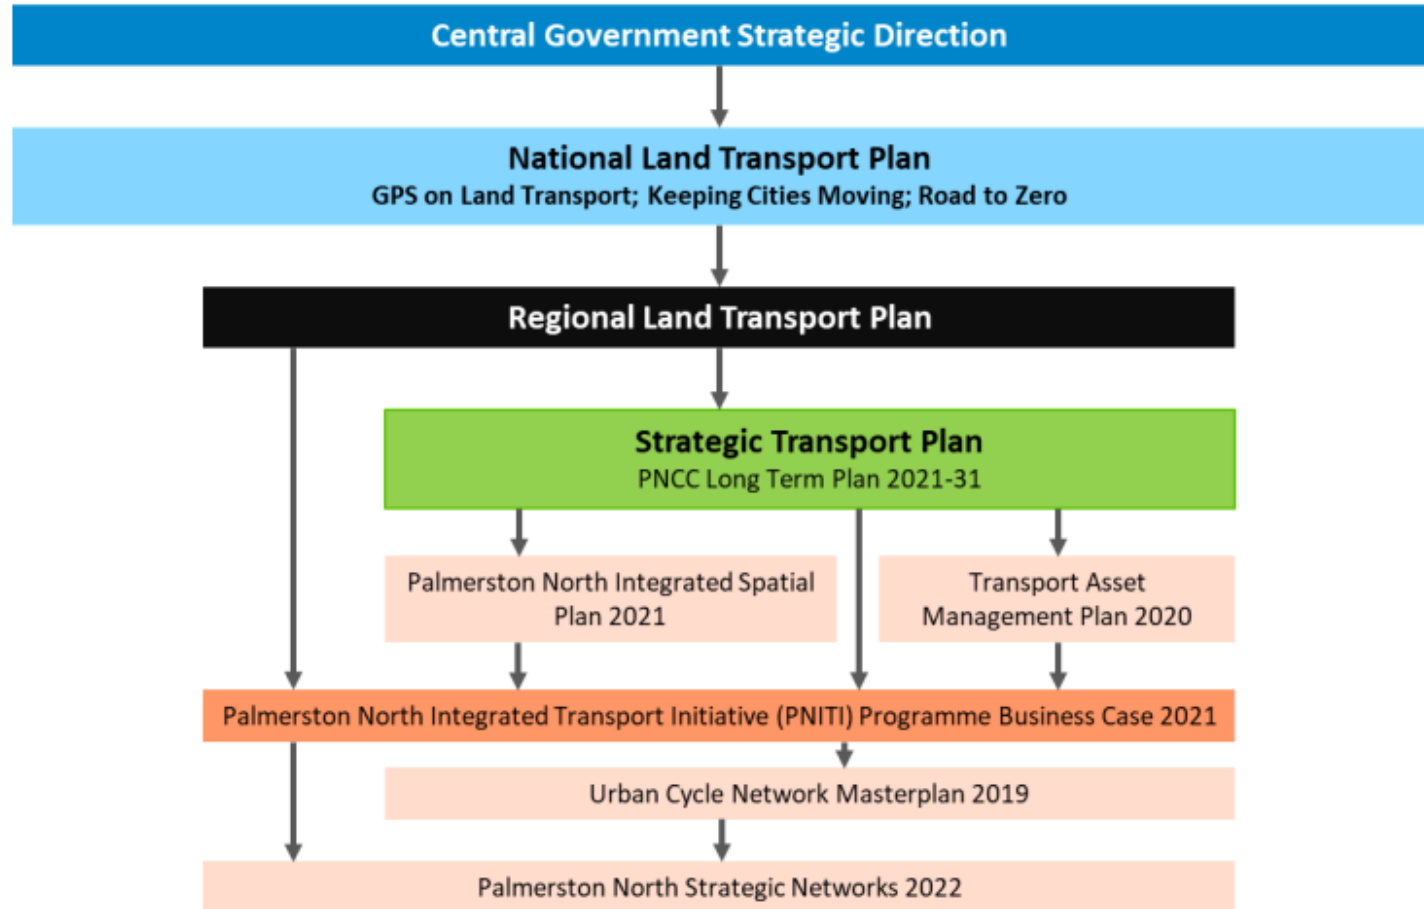 Central Government Strategic Direction
National Land Transport Plan
GPS on Land Transport; Keeping Cities Moving; Road to Zero
Regional Land Transport Plan
Strategic Transport Plan
PNCC Long Term Plan 2021-31
Palmerston North Integrated Spatial
Plan 2021
Transport Asset
Management Plan 2020
Palmerston North Integrated Transport Initiative (PNITI) Programme Business Case 2021
Urban Cycle Network Masterplan 2019
Palmerston North Strategic Networks 2022